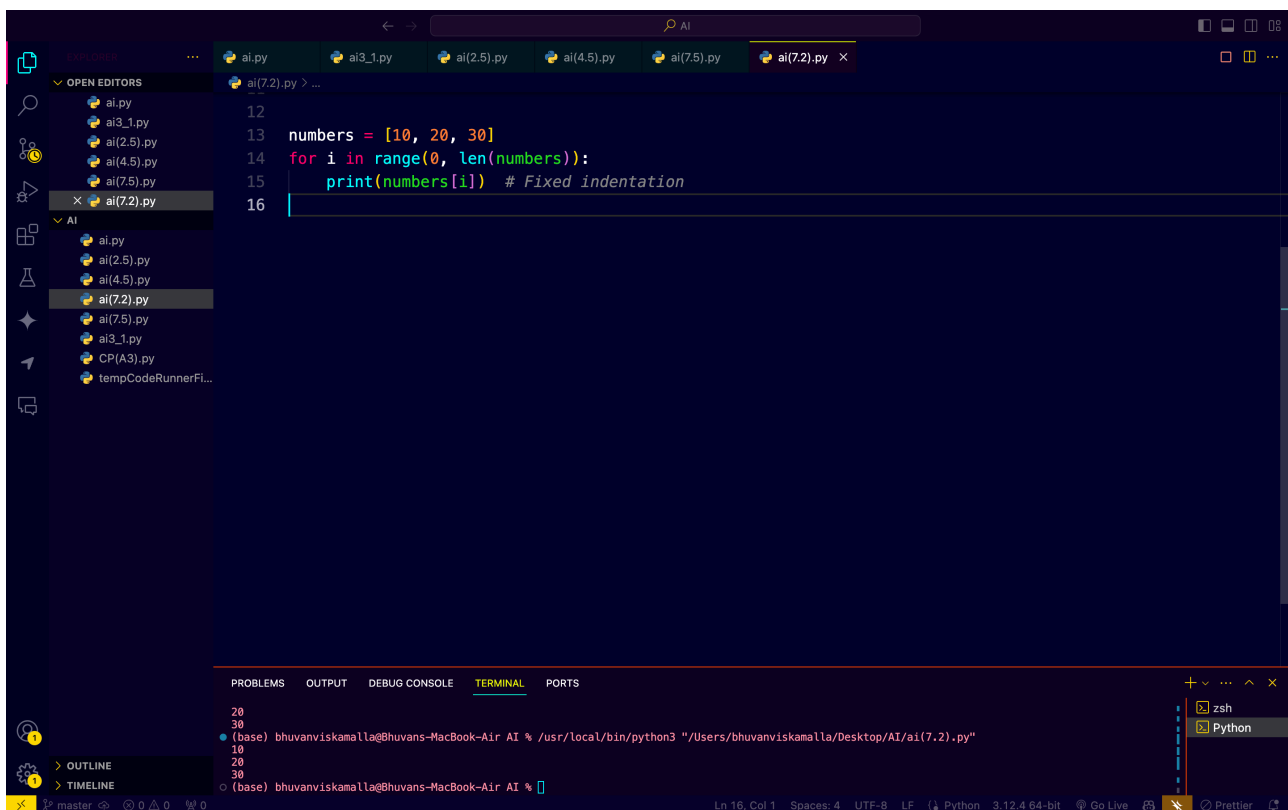 AI
EXPLORER
OPEN EDITORS
ai.py
ai3_1.py
ai(2.5).py
ai(4.5).py
ai(7.5).py
ai(7.2).py
AI
ai.py
ai(2.5).py
ai(4.5).py
ai(7.2).py
ai(7.5).py
ai3_1.py
CP(A3).py
tempCodeRunnerFi...
OUTLINE
TIMELINE
ai.py ai3_1.py ai(2.5).py ai(4.5).py ai(7.5).py ai(7.2).py
ai(7.2).py > ...
12
13 numbers = [10, 20, 30]
14 for i in range(0, len(numbers)):
15 print(numbers[i]) # Fixed indentation
16
PROBLEMS OUTPUT DEBUG CONSOLE TERMINAL PORTS
20
30
(base) bhuvanviskamalla@Bhuvans-MacBook-Air AI % /usr/local/bin/python3 "/Users/bhuvanviskamalla/Desktop/AI/ai(7.2).py"
10
20
30
(base) bhuvanviskamalla@Bhuvans-MacBook-Air AI %
zsh
Python
1
1
master 0 0 0 Ln 16, Col 1 Spaces: 4 UTF-8 LF Python 3.12.4 64-bit Go Live Prettier